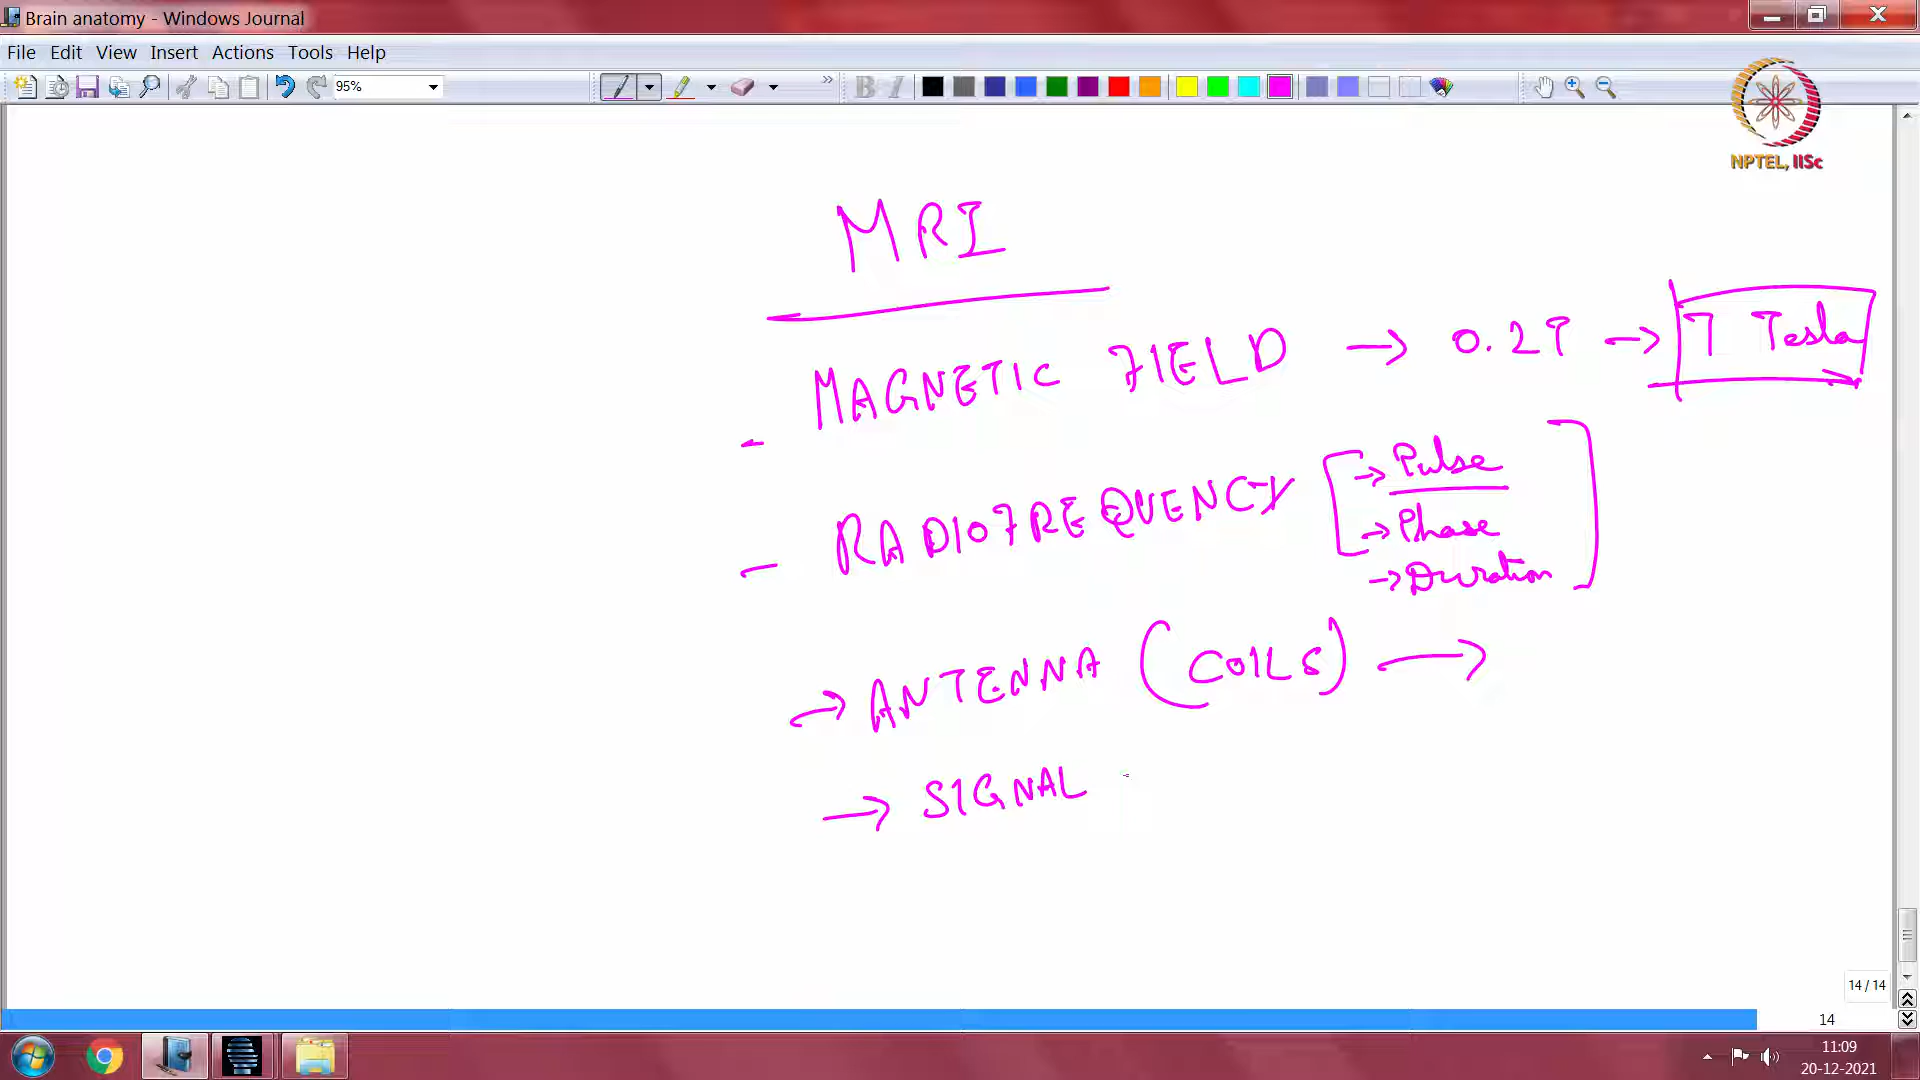 Brain anatomy - Windows Journal
File Edit View Insert Actions Tools Help
95%
NPTEL, IISc
MRI
- MAGNETIC FIELD → 0.2T → 7 Tesla
- RADIOFREQUENCY → Pulse
→ Phase
→ Duration
→ ANTENNA (COILS) →
→ SIGNAL
14 / 14
14
11:09
20-12-2021